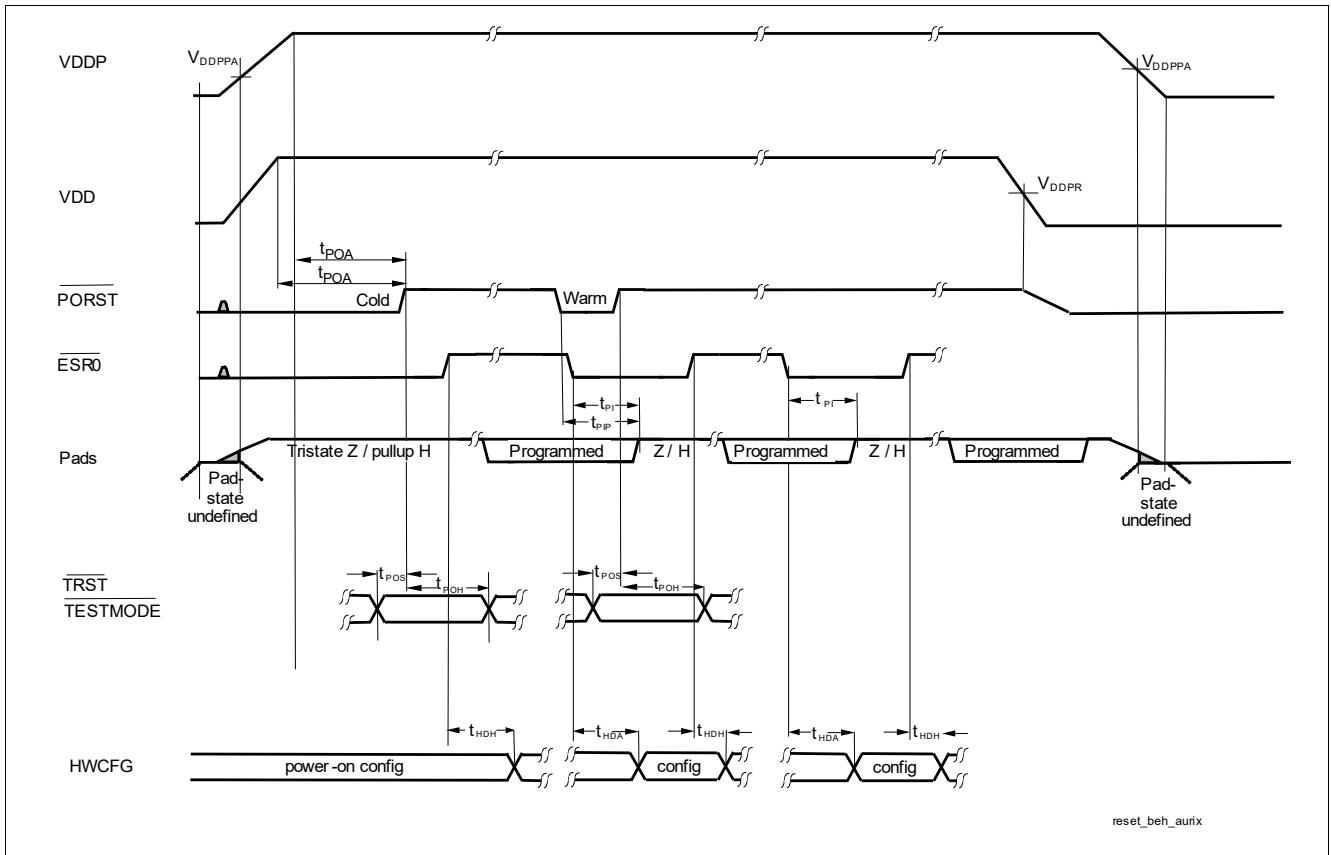 VDDP
VDDPPA
VDDPPA
VDD
VDDPR
tPOA
tPOA
PORST
Cold
Warm
ESR0
tPI
tPI
tPIP
Pads
Tristate Z / pullup H
Programmed
Z / H
Programmed
Z / H
Programmed
Pad-
state
undefined
Pad-
state
undefined
TRST
TESTMODE
tPOS
tPOH
tPOS
tPOH
HWCFG
tHDH
tHDA
tHDH
tHDA
tHDH
power-on config
config
config
reset_beh_aurix